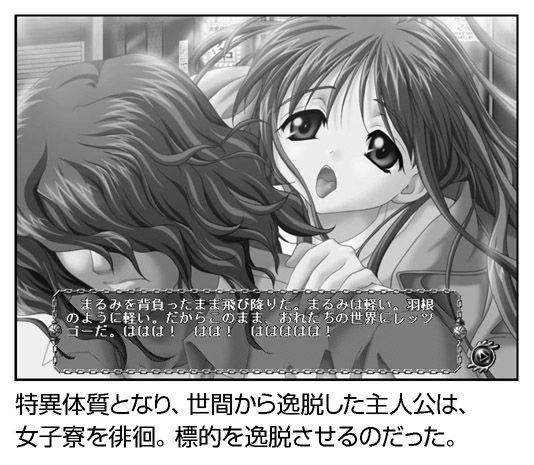 まるみを背負ったまま飛び降りた。まるみは軽い。羽根
のように軽い。だからこのまま、おれたちの世界にレッツ
ゴーだ。ははは！　はは！　ははははは！
特異体質となり、世間から逸脱した主人公は、
女子寮を徘徊。標的を逸脱させるのだった。